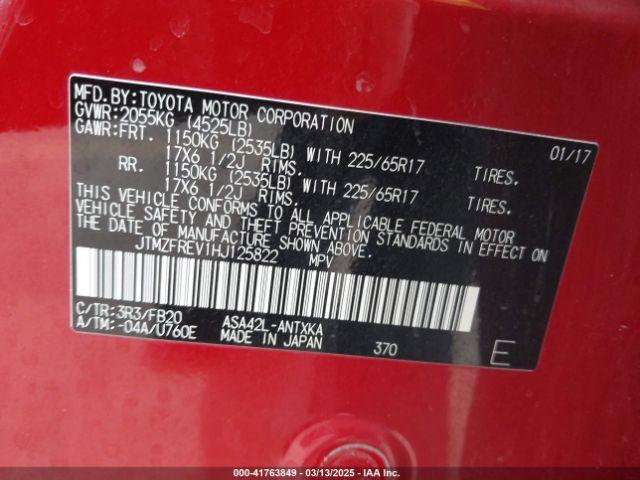 MFD.BY:TOYOTA MOTOR CORPORATION 01/17
GVWR:2055KG (4525LB)
GAWR:FRT. 1150KG (2535LB) WITH 225/65R17 TIRES.
17X6 1/2J RIMS.
RR. 1150KG (2535LB) WITH 225/65R17 TIRES.
17X6 1/2J RIMS.
THIS VEHICLE CONFORMS TO ALL APPLICABLE FEDERAL MOTOR
VEHICLE SAFETY AND THEFT PREVENTION STANDARDS IN EFFECT ON
THE DATE OF MANUFACTURE SHOWN ABOVE.
JTMZFREV1HJ125822 MPV
C/TR:3R3/FB20 ASA42L-ANTXKA
A/TM:-04A/U760E MADE IN JAPAN 370 E
000-41763849 - 03/13/2025 - IAAI.COM